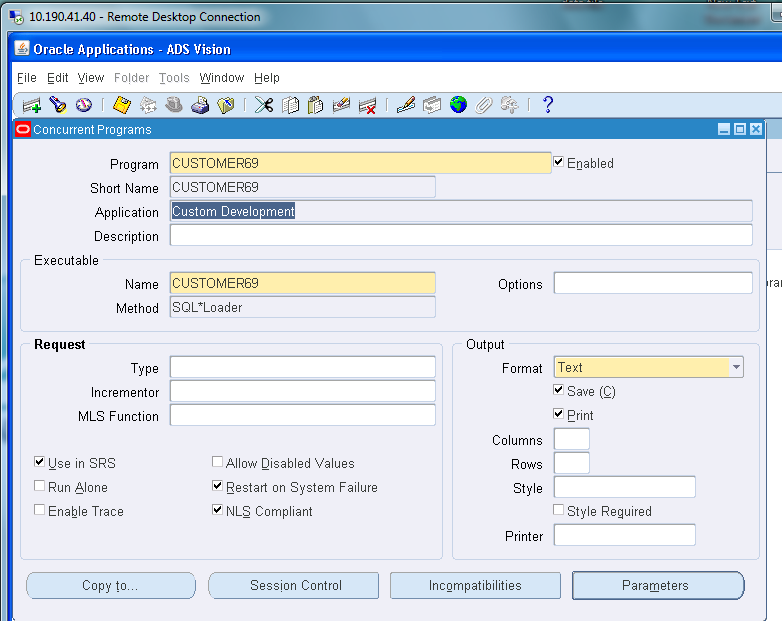 10.190.41.40 - Remote Desktop Connection
Oracle Applications - ADS Vision
File Edit View Folder Tools Window Help
Concurrent Programs
Program CUSTOMER69 Enabled
Short Name CUSTOMER69
Application Custom Development
Description
Executable
Name CUSTOMER69 Options
Method SQL*Loader
Request Output
Type Format Text
Incrementor Save (C)
MLS Function Print
Columns
Use in SRS Allow Disabled Values Rows
Run Alone Restart on System Failure Style
Enable Trace NLS Compliant Style Required
Printer
Copy to... Session Control Incompatibilities Parameters